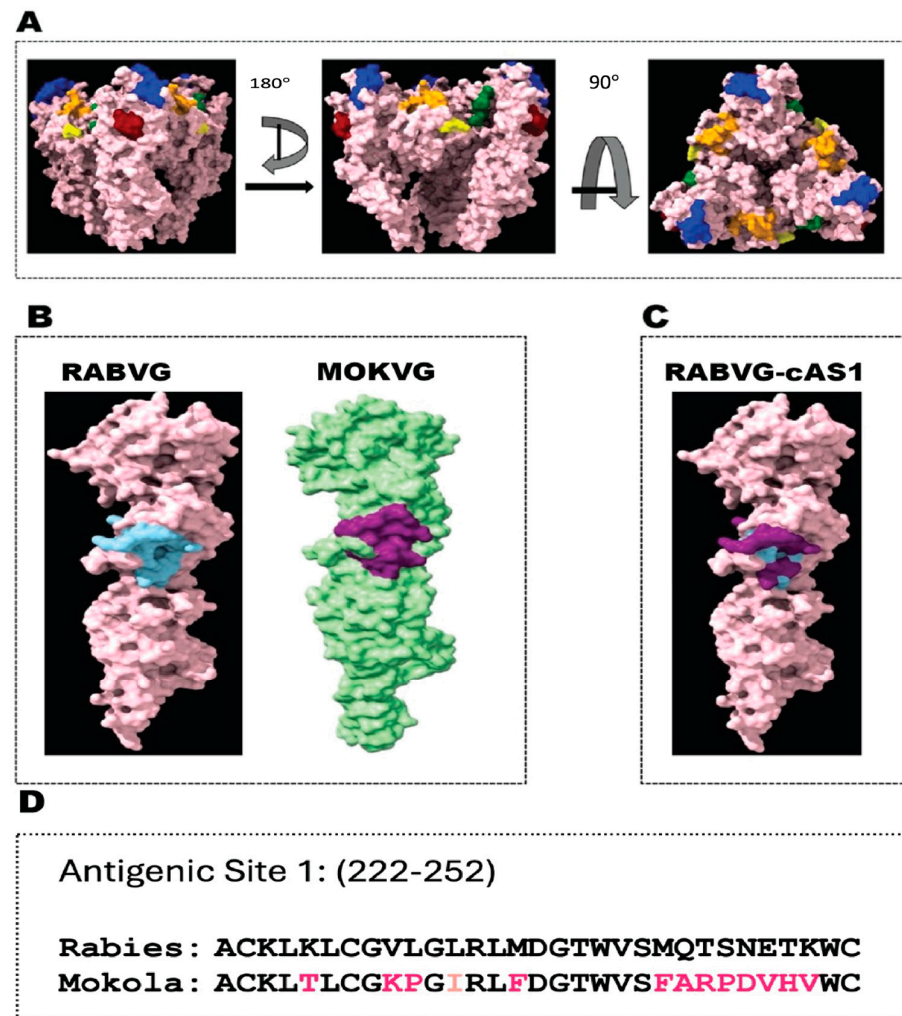 A
180°
90°
B
C
RABVG
MOKVG
RABVG-cAS1
D
Antigenic Site 1: (222-252)
Rabies: ACKLKLCGVLGLRLMDGTWVSMQTSNETKWC
Mokola: ACKLTLCGKPGIRLFDGTWVSFARPDVHVWC